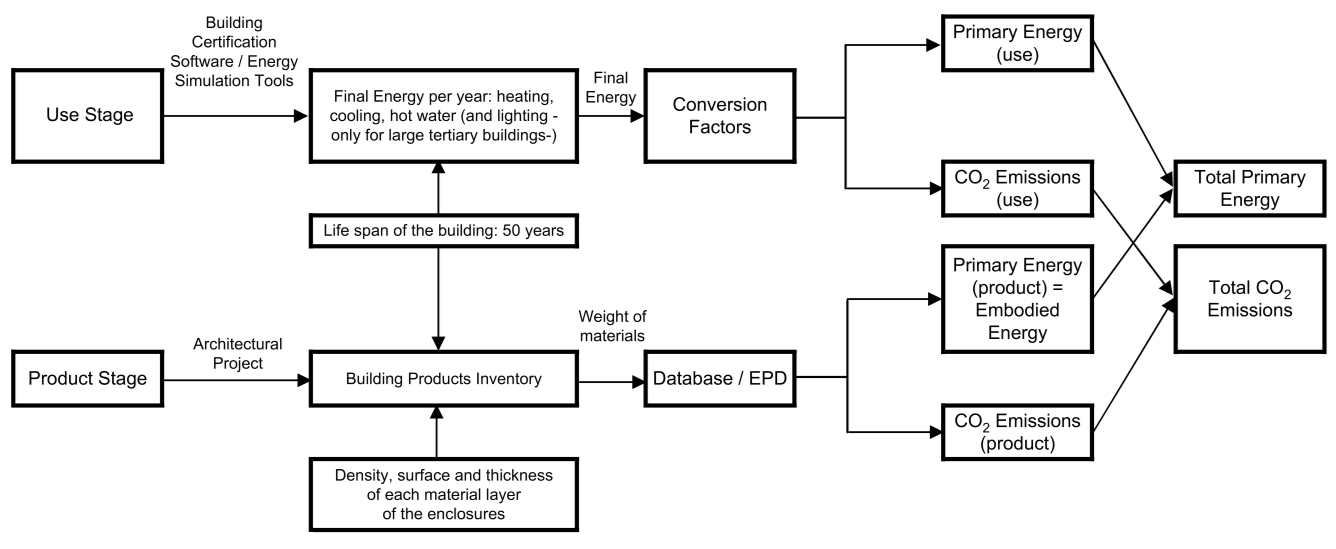 Building
Certification
Software / Energy
Simulation Tools
Use Stage
Final Energy per year: heating,
cooling, hot water (and lighting -
only for large tertiary buildings-)
Final
Energy
Conversion
Factors
Primary Energy
(use)
CO₂ Emissions
(use)
Total Primary
Energy
Life span of the building: 50 years
Primary Energy
(product) =
Embodied
Energy
Total CO₂
Emissions
Product Stage
Architectural
Project
Building Products Inventory
Weight of
materials
Database / EPD
CO₂ Emissions
(product)
Density, surface and thickness
of each material layer
of the enclosures